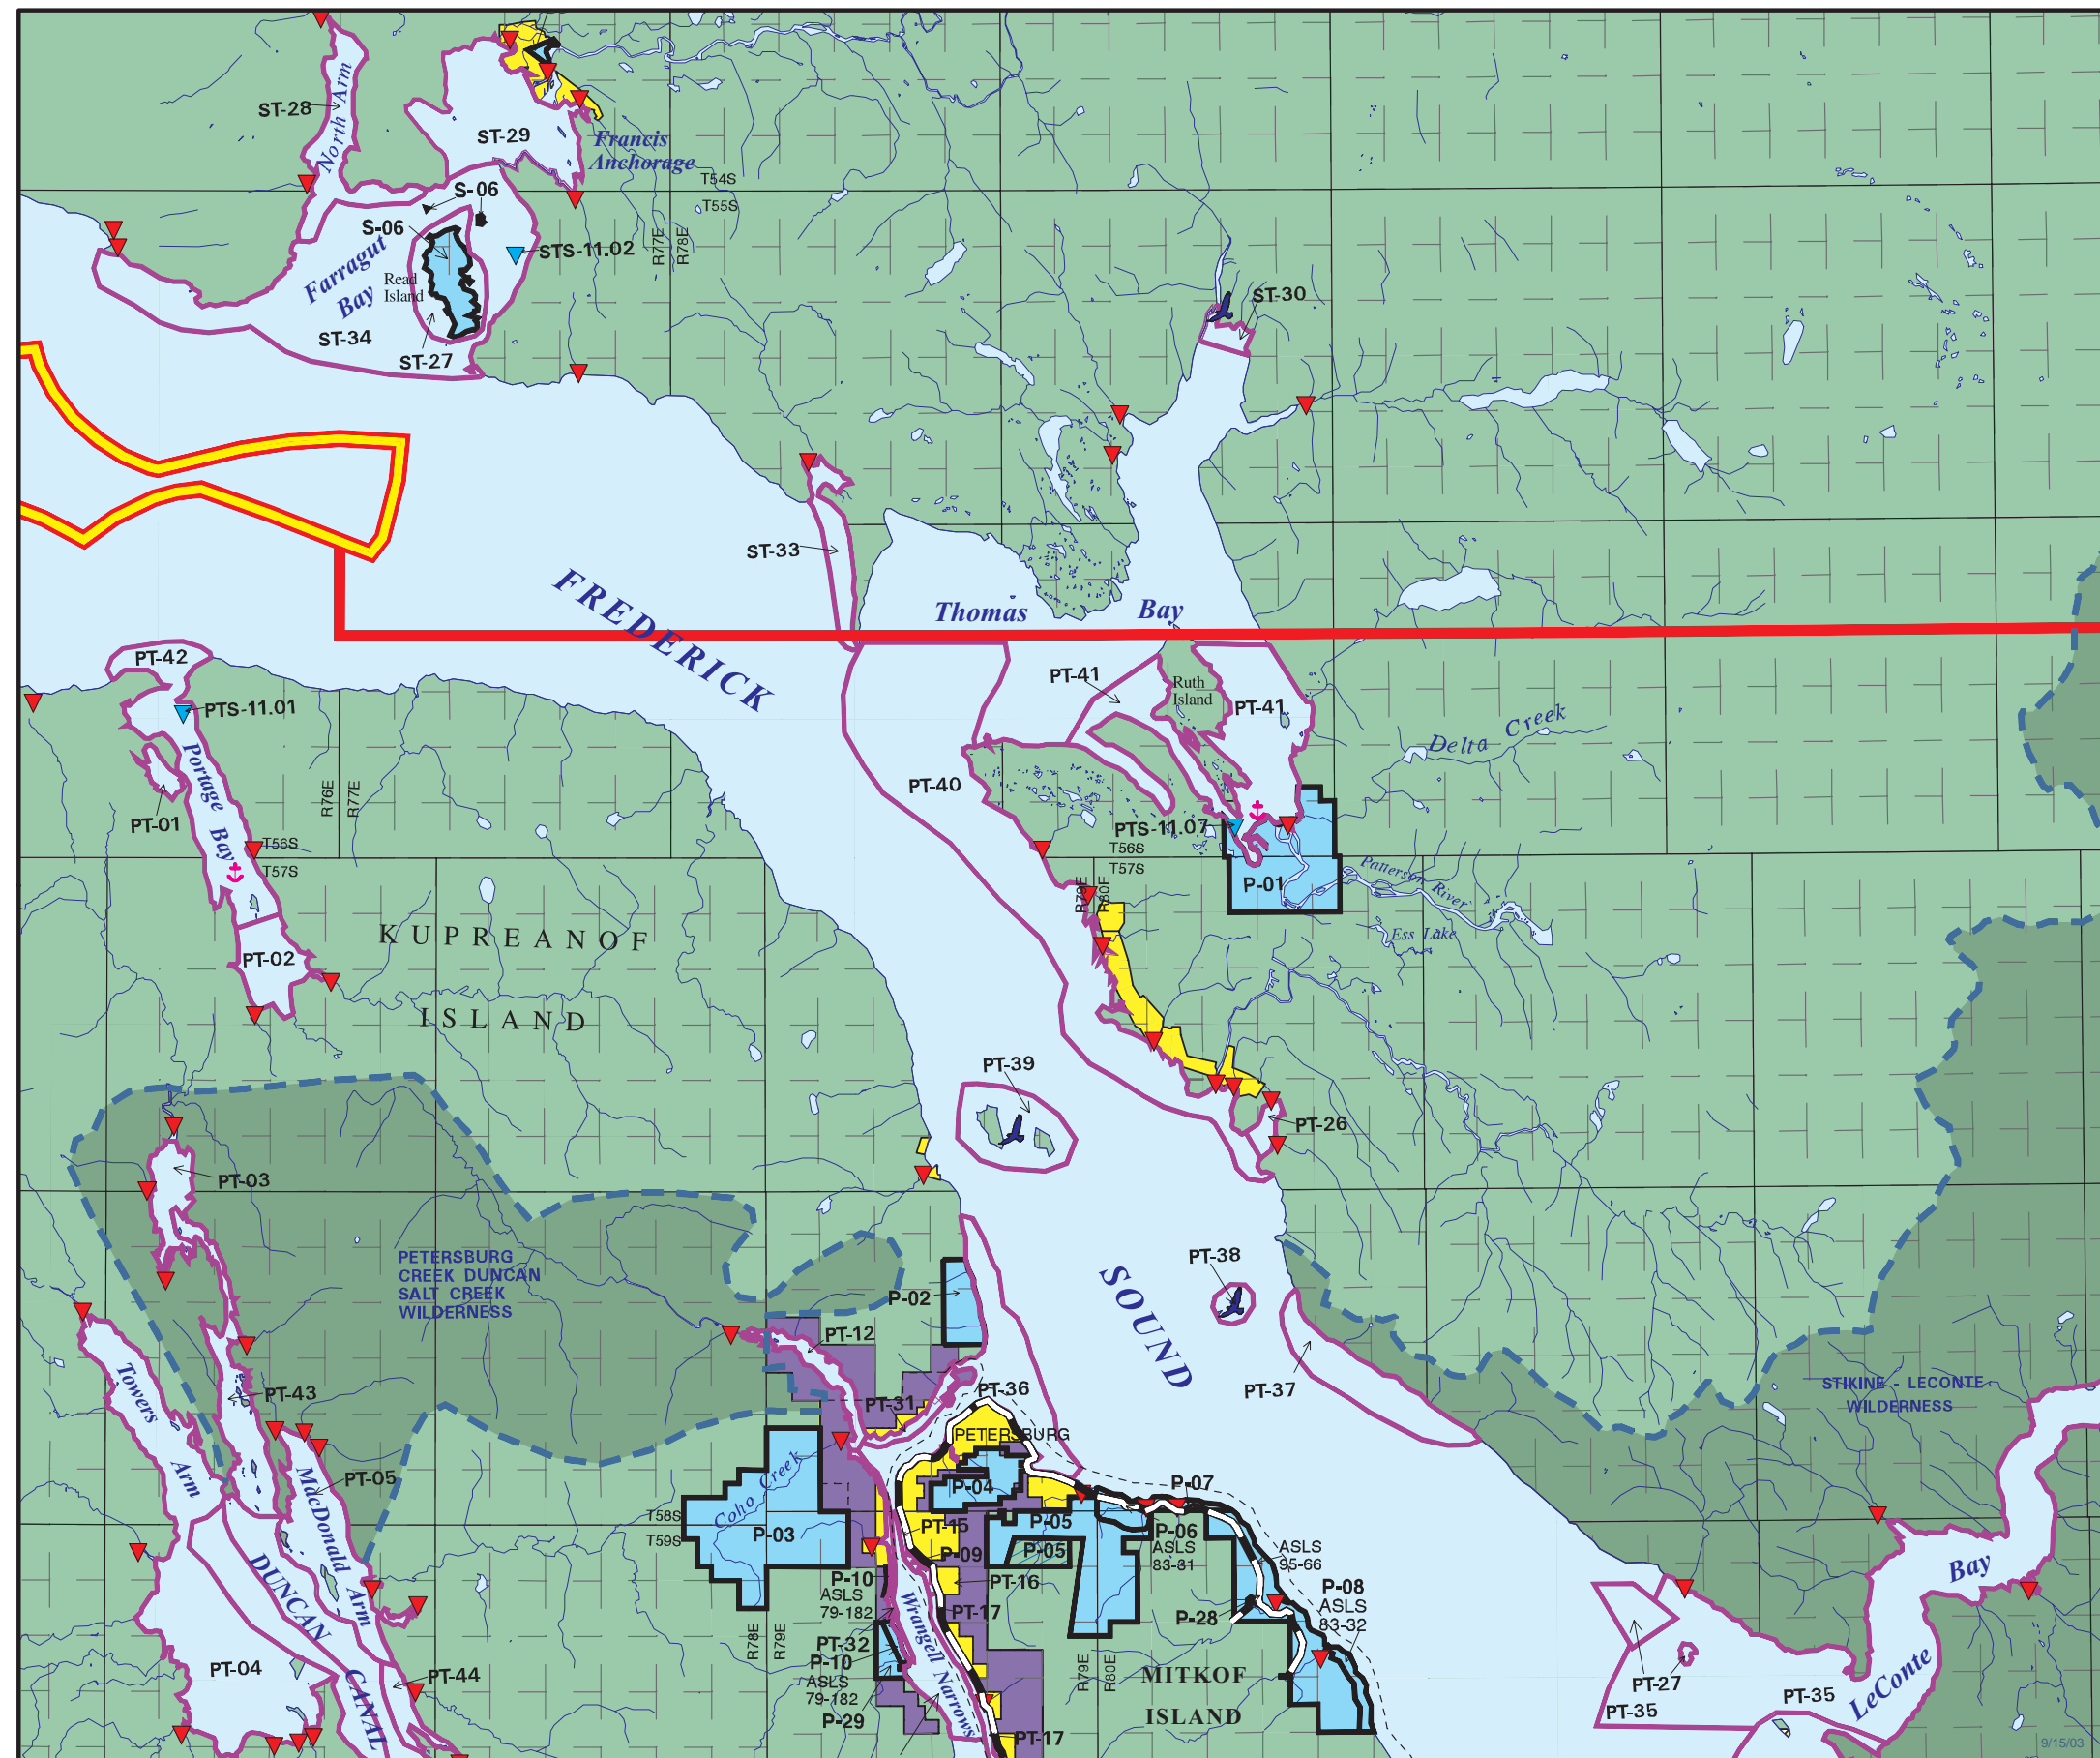 ST-28
North Arm
ST-29
Francis
Anchorage
T54S
T55S
S-06
S-06
STS-11.02
R77E
R78E
Farragut
Bay
Read
Island
ST-34
ST-27
ST-30
ST-33
FREDERICK
Thomas
Bay
PT-42
PTS-11.01
Portage
Bay
PT-01
R76E
R77E
T56S
T57S
PT-02
PT-41
Ruth
Island
PT-41
Delta Creek
PT-40
PTS-11.07
T56S
T57S
R79E
R80E
P-01
Patterson River
Ess Lake
KUPREANOF
ISLAND
PT-39
PT-26
PT-03
PETERSBURG
CREEK DUNCAN
SALT CREEK
WILDERNESS
P-02
PT-38
SOUND
PT-12
PT-37
STIKINE - LECONTE
WILDERNESS
Towers
Arm
PT-43
PT-31
PT-36
PETERSBURG
PT-05
MacDonald Arm
Coho Creek
P-04
P-07
T58S
T59S
P-03
PT-15
P-05
P-06
ASLS
83-31
P-09
P-05
ASLS
95-66
DUNCAN
CANAL
P-10
ASLS
79-182
PT-16
P-08
ASLS
83-32
PT-17
P-28
Wrangell Narrows
R78E
R79E
PT-32
P-10
ASLS
79-182
P-29
R79E
R80E
MITKOF
ISLAND
PT-04
PT-44
PT-17
Bay
LeConte
PT-27
PT-35
PT-35
9/15/03